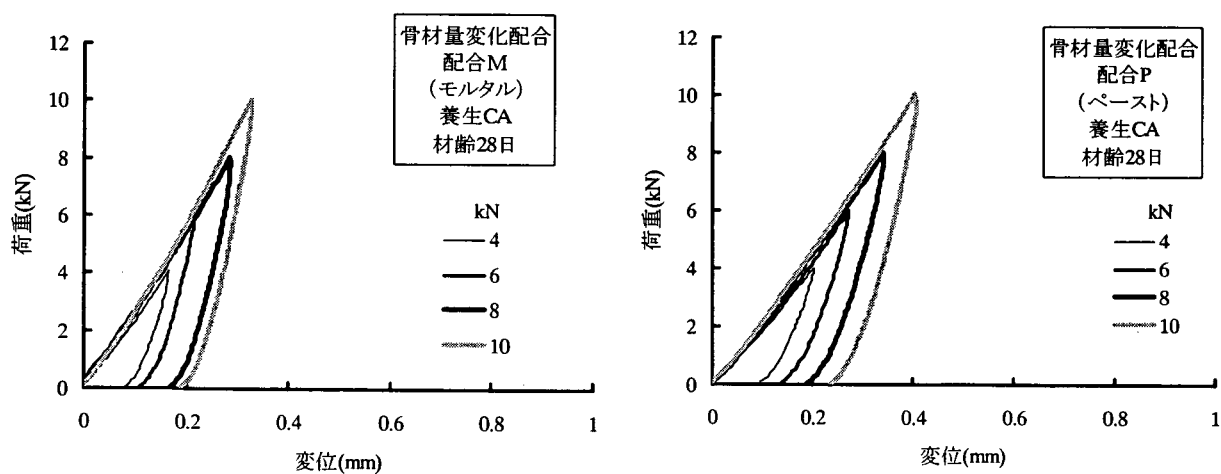 骨材量変化配合
配合M
(モルタル)
養生CA
材齢28日
12
10
8
6
4
2
0
荷重(kN)
kN
4
6
8
10
0
0.2
0.4
0.6
0.8
1
変位(mm)
骨材量変化配合
配合P
(ペースト)
養生CA
材齢28日
12
10
8
6
4
2
0
荷重(kN)
kN
4
6
8
10
0
0.2
0.4
0.6
0.8
1
変位(mm)